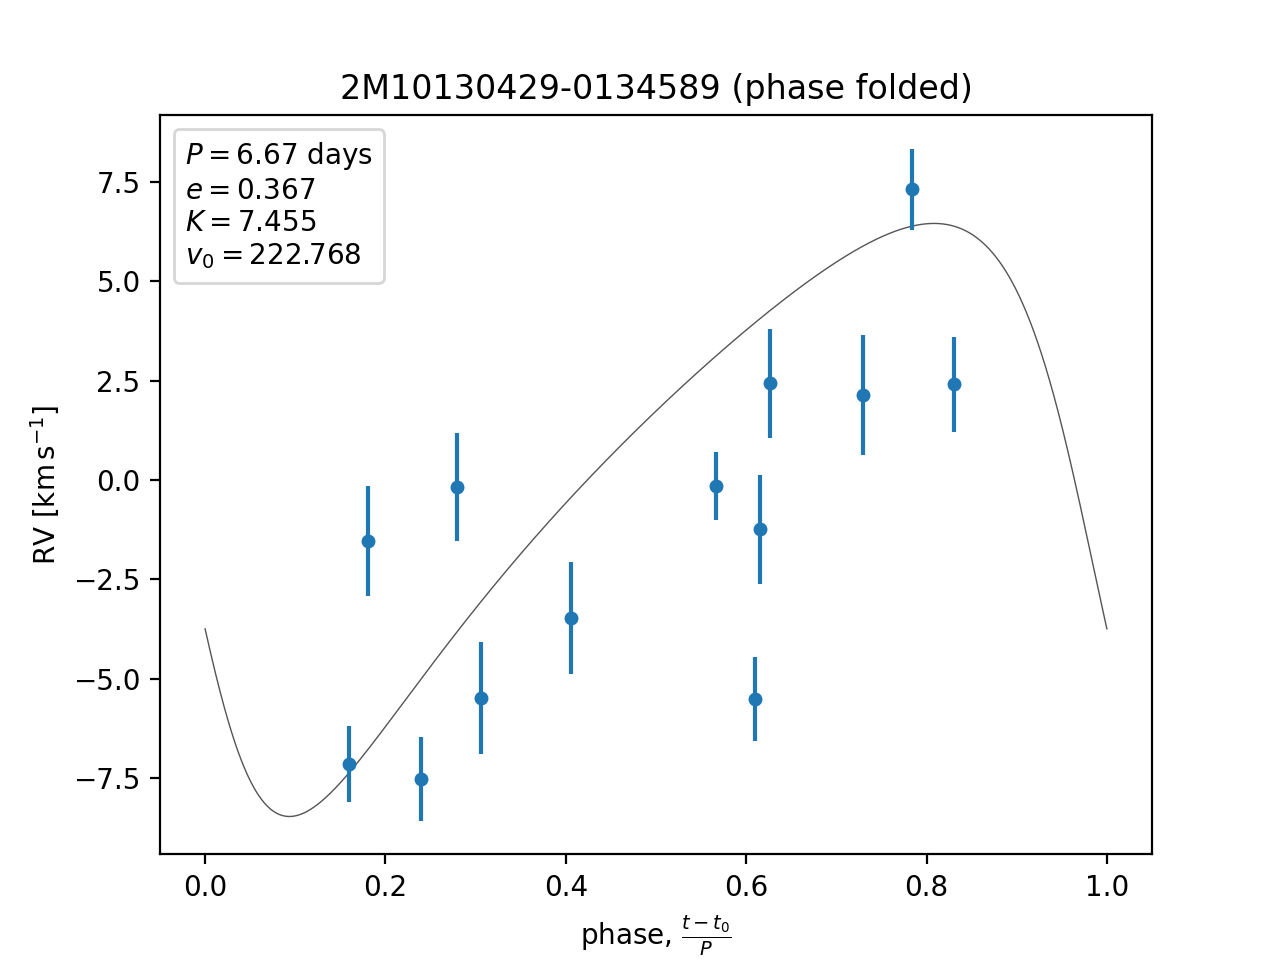 2M10130429-0134589 (phase folded)
P = 6.67 days
e = 0.367
K = 7.455
v₀ = 222.768
7.5
5.0
2.5
0.0
−2.5
−5.0
−7.5
RV [km s⁻¹]
0.0 0.2 0.4 0.6 0.8 1.0
phase, (t − t₀)/P